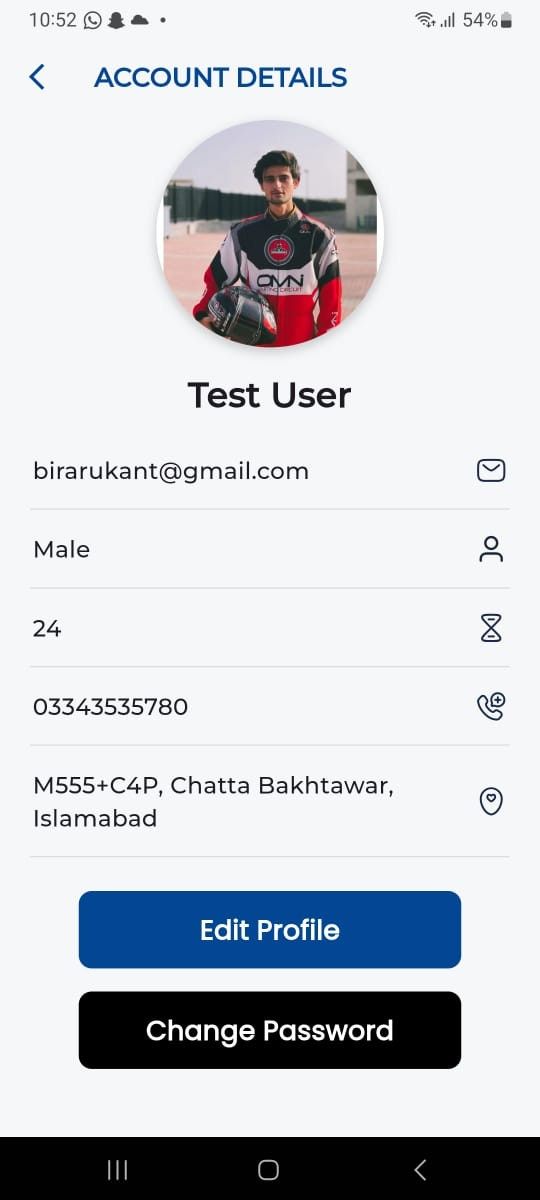 10:52
54%
ACCOUNT DETAILS
OMNi
Test User
birarukant@gmail.com
Male
24
03343535780
M555+C4P, Chatta Bakhtawar,
Islamabad
Edit Profile
Change Password